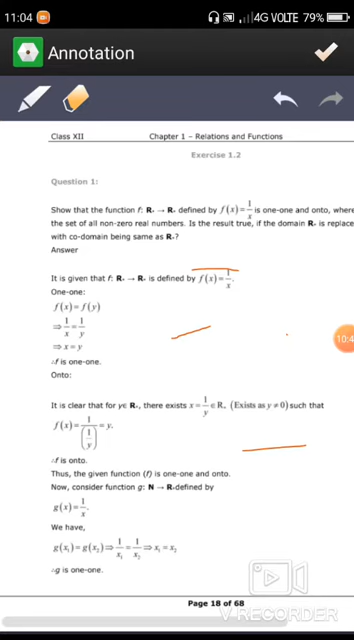 11:04 4G VOLTE 79%
Annotation
Class XII Chapter 1 – Relations and Functions
Exercise 1.2
Question 1:
Show that the function f: R* → R* defined by f(x) = 1/x is one-one and onto, where
the set of all non-zero real numbers. Is the result true, if the domain R* is replace
with co-domain being same as R*?
Answer
It is given that f: R* → R* is defined by f(x) = 1/x.
One-one:
f(x) = f(y)
⇒ 1/x = 1/y
⇒ x = y
∴f is one-one.
Onto:
It is clear that for y∈ R*, there exists x = 1/y ∈ R* (Exists as y ≠ 0) such that
f(x) = 1/(1/y) = y.
∴f is onto.
Thus, the given function (f) is one-one and onto.
Now, consider function g: N → R* defined by
g(x) = 1/x.
We have,
g(x₁) = g(x₂) ⇒ 1/x₁ = 1/x₂ ⇒ x₁ = x₂
∴g is one-one.
10:4
V RECORDER
Page 18 of 68